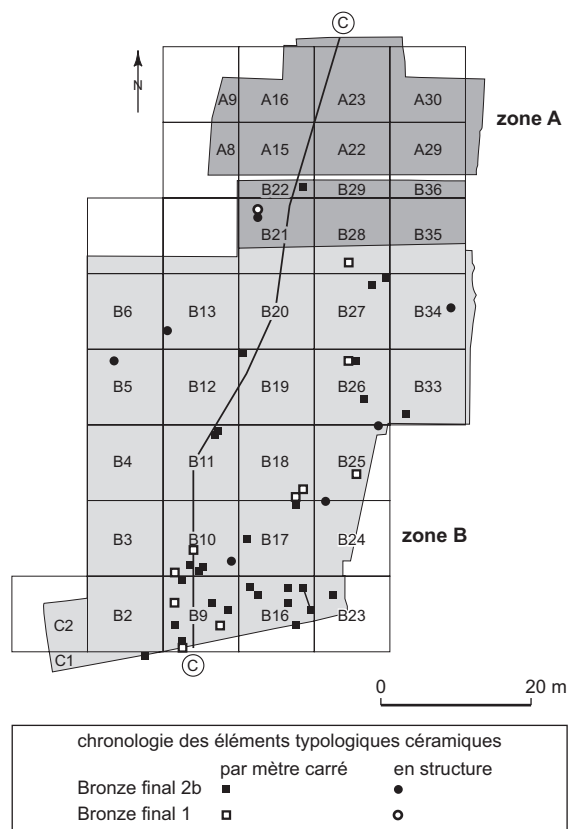 C
N
A9 A16 A23 A30
zone A
A8 A15 A22 A29
B22 B29 B36
B21 B28 B35
B6 B13 B20 B27 B34
B5 B12 B19 B26 B33
B4 B11 B18 B25
B3 B10 B17 B24
zone B
B2 B9 B16 B23
C2
C1
C
0 20 m
chronologie des éléments typologiques céramiques
par mètre carré en structure
Bronze final 2b
Bronze final 1